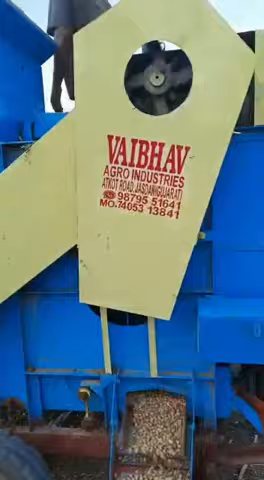 VAIBHAV
AGRO INDUSTRIES
ATKOT ROAD, JASDAN(GUJARAT)
☎ 98795 51641
MO.74053 13841